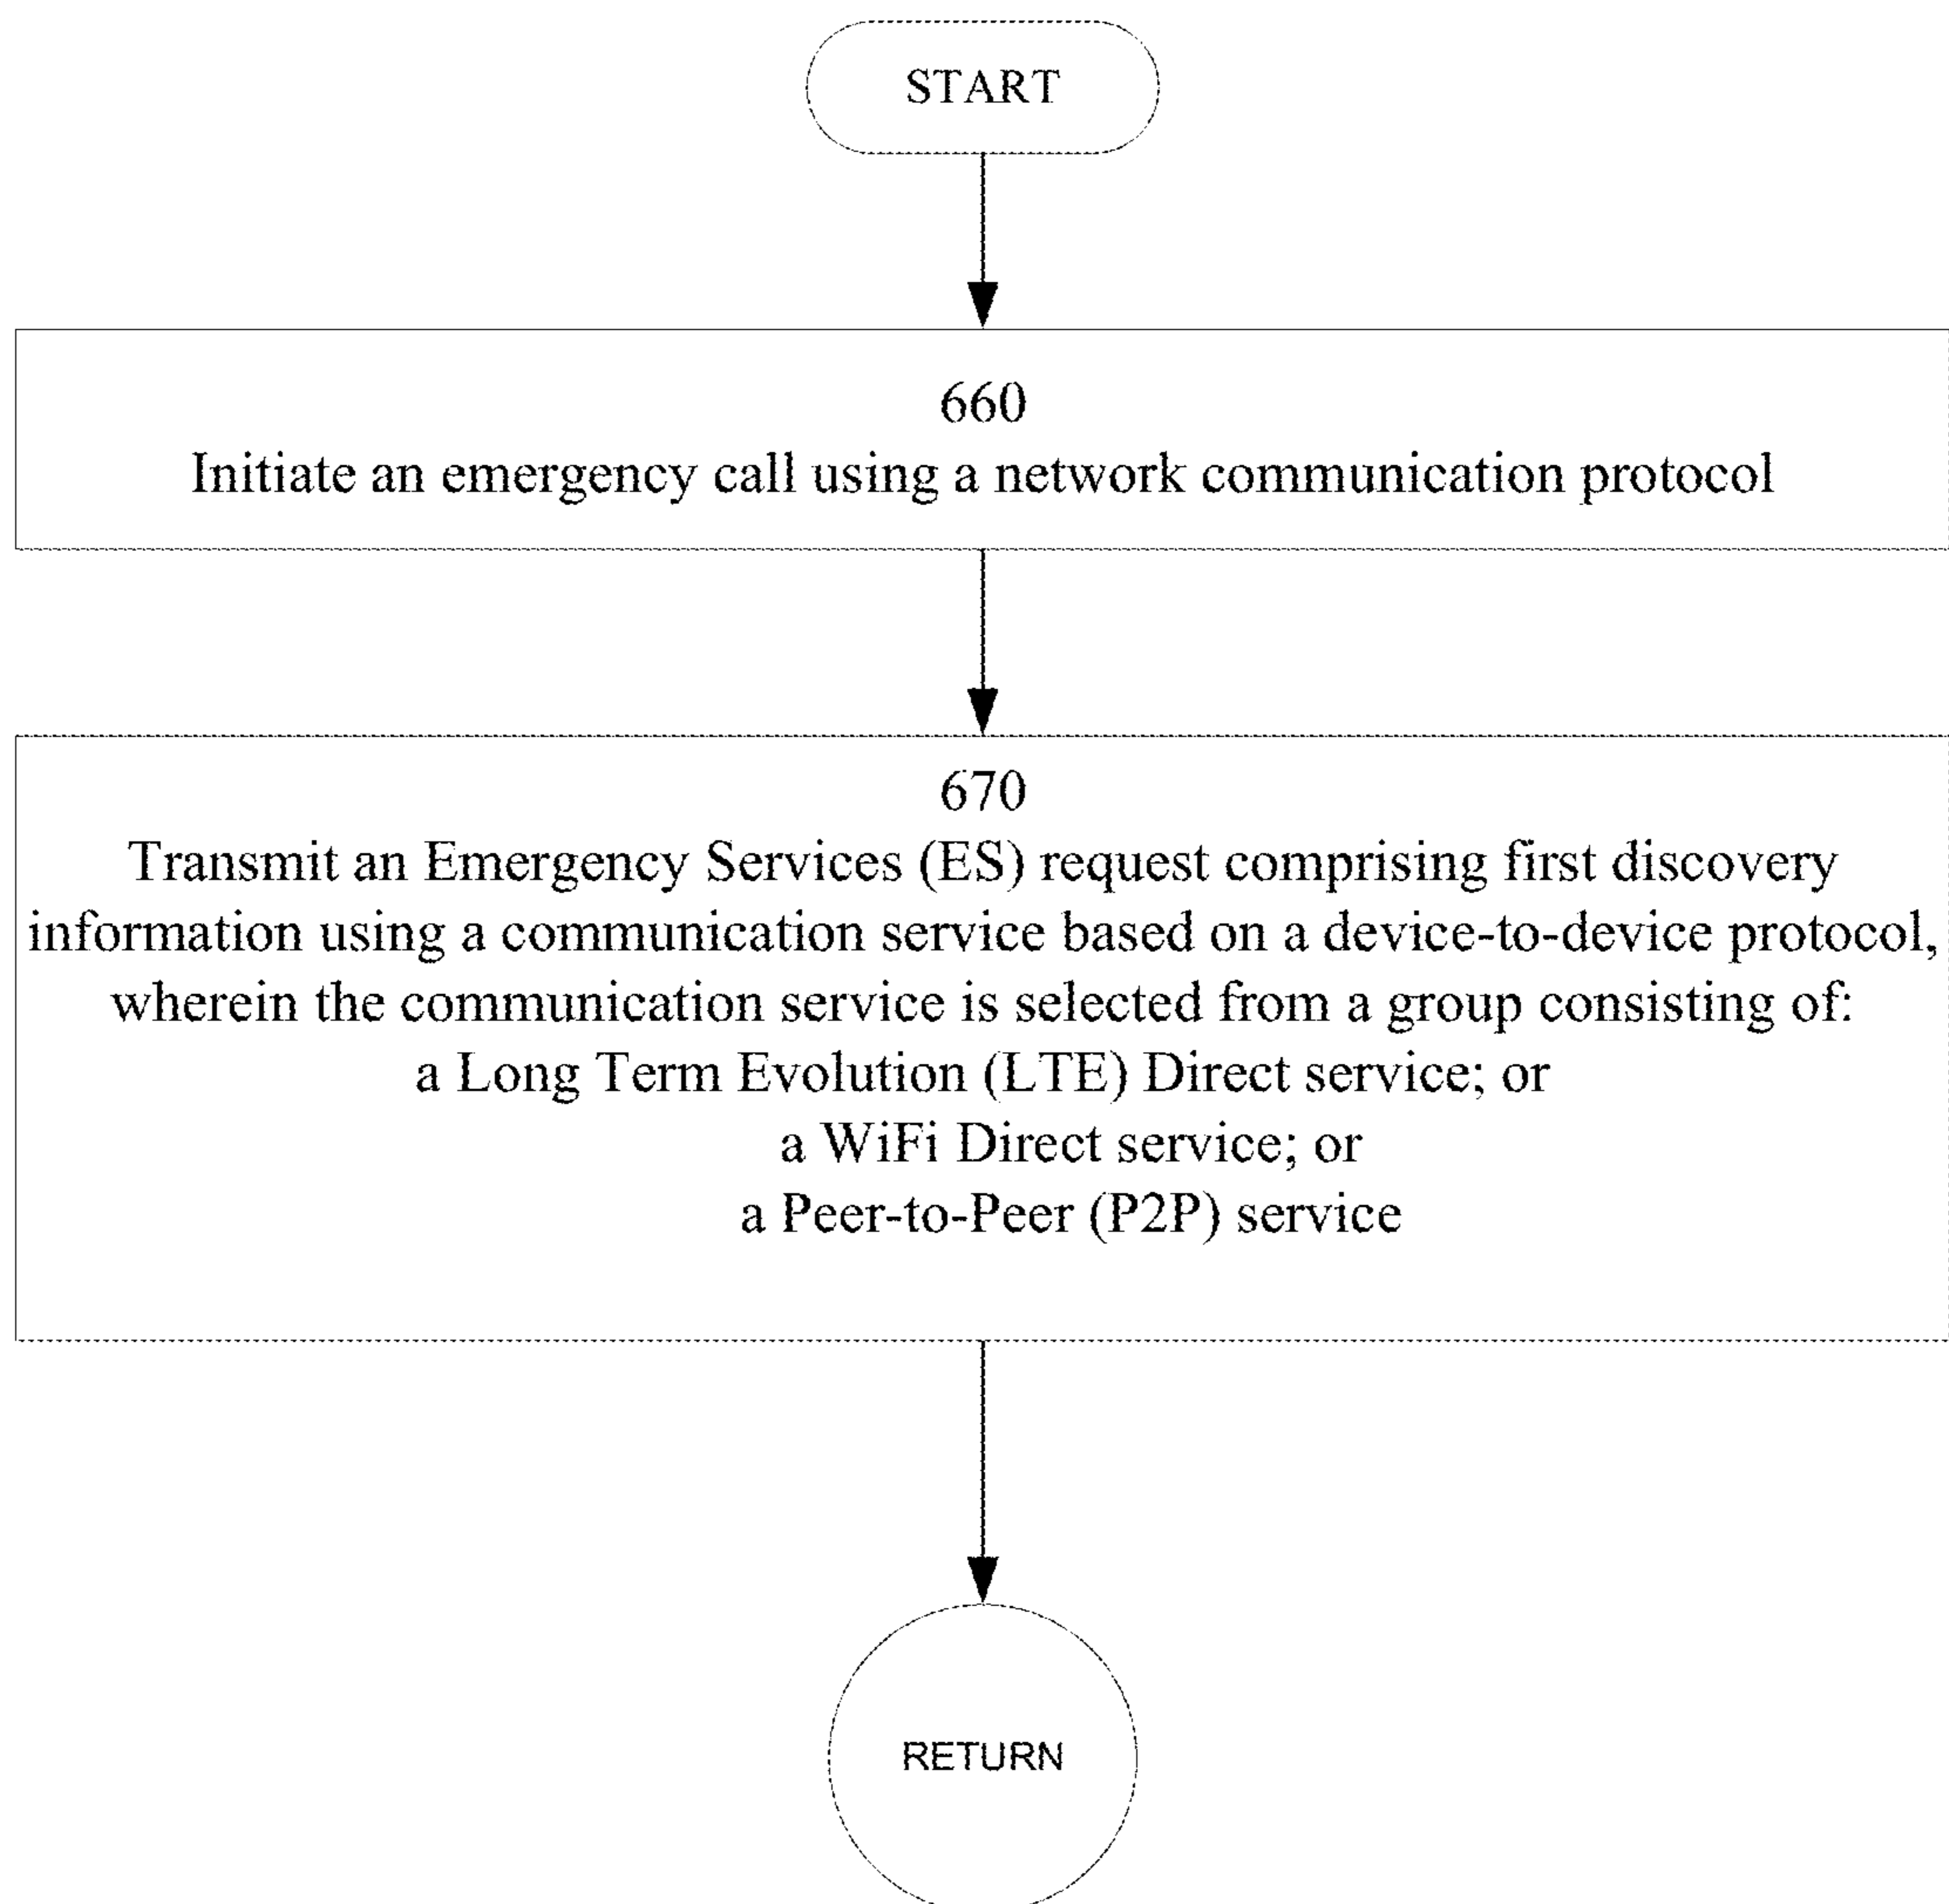 START
660
Initiate an emergency call using a network communication protocol
670
Transmit an Emergency Services (ES) request comprising first discovery
information using a communication service based on a device-to-device protocol,
wherein the communication service is selected from a group consisting of:
a Long Term Evolution (LTE) Direct service; or
a WiFi Direct service; or
a Peer-to-Peer (P2P) service
RETURN